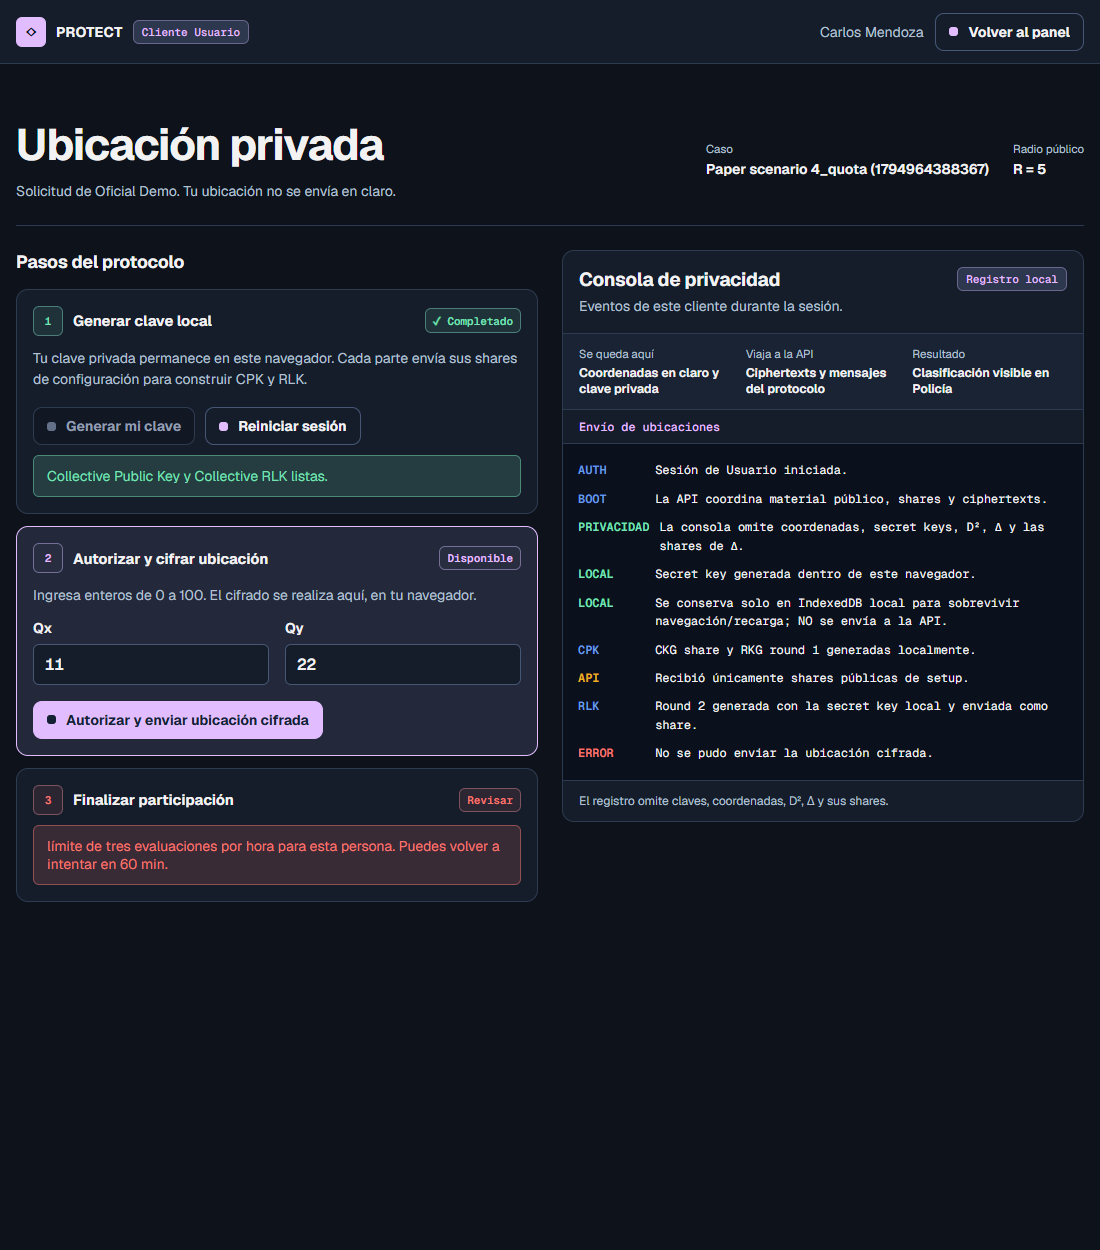 PROTECT
Cliente Usuario
Carlos Mendoza
Volver al panel
Ubicación privada
Solicitud de Oficial Demo. Tu ubicación no se envía en claro.
Caso
Paper scenario 4_quota (1794964388367)
Radio público
R = 5
Pasos del protocolo
1
Generar clave local
✓ Completado
Tu clave privada permanece en este navegador. Cada parte envía sus shares
de configuración para construir CPK y RLK.
Generar mi clave
Reiniciar sesión
Collective Public Key y Collective RLK listas.
2
Autorizar y cifrar ubicación
Disponible
Ingresa enteros de 0 a 100. El cifrado se realiza aquí, en tu navegador.
Qx
Qy
11
22
Autorizar y enviar ubicación cifrada
3
Finalizar participación
Revisar
límite de tres evaluaciones por hora para esta persona. Puedes volver a
intentar en 60 min.
Consola de privacidad
Registro local
Eventos de este cliente durante la sesión.
Se queda aquí
Coordenadas en claro y
clave privada
Viaja a la API
Ciphertexts y mensajes
del protocolo
Resultado
Clasificación visible en
Policía
Envío de ubicaciones
AUTH Sesión de Usuario iniciada.
BOOT La API coordina material público, shares y ciphertexts.
PRIVACIDAD La consola omite coordenadas, secret keys, D², Δ y las
shares de Δ.
LOCAL Secret key generada dentro de este navegador.
LOCAL Se conserva solo en IndexedDB local para sobrevivir
navegación/recarga; NO se envía a la API.
CPK CKG share y RKG round 1 generadas localmente.
API Recibió únicamente shares públicas de setup.
RLK Round 2 generada con la secret key local y enviada como
share.
ERROR No se pudo enviar la ubicación cifrada.
El registro omite claves, coordenadas, D², Δ y sus shares.